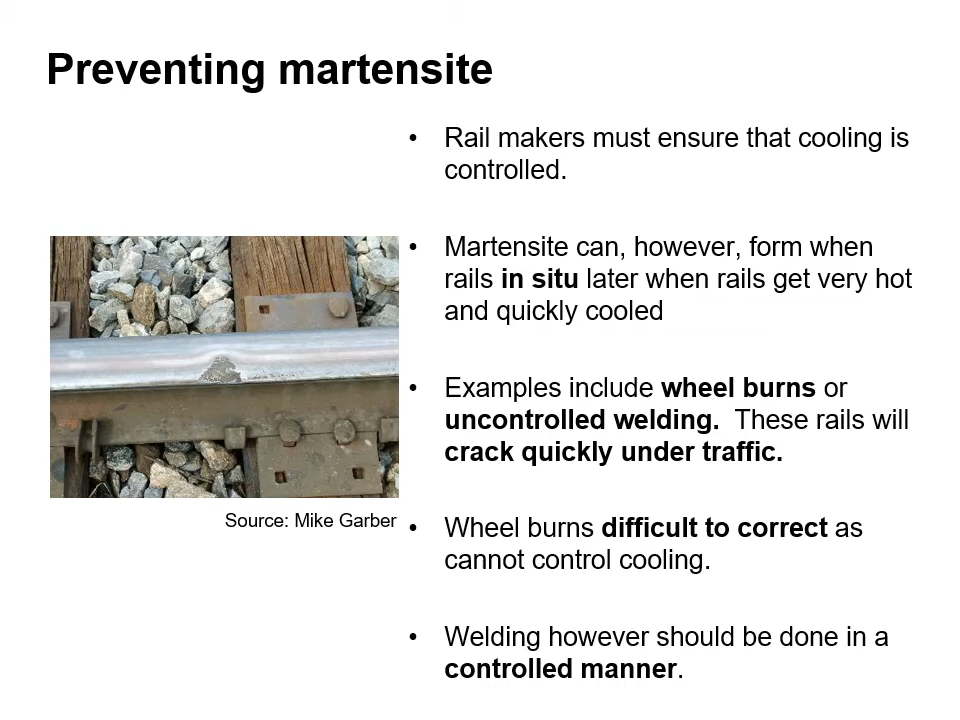 Preventing martensite
• Rail makers must ensure that cooling is
controlled.
• Martensite can, however, form when
rails in situ later when rails get very hot
and quickly cooled
• Examples include wheel burns or
uncontrolled welding.  These rails will
crack quickly under traffic.
Source: Mike Garber
• Wheel burns difficult to correct as
cannot control cooling.
• Welding however should be done in a
controlled manner.